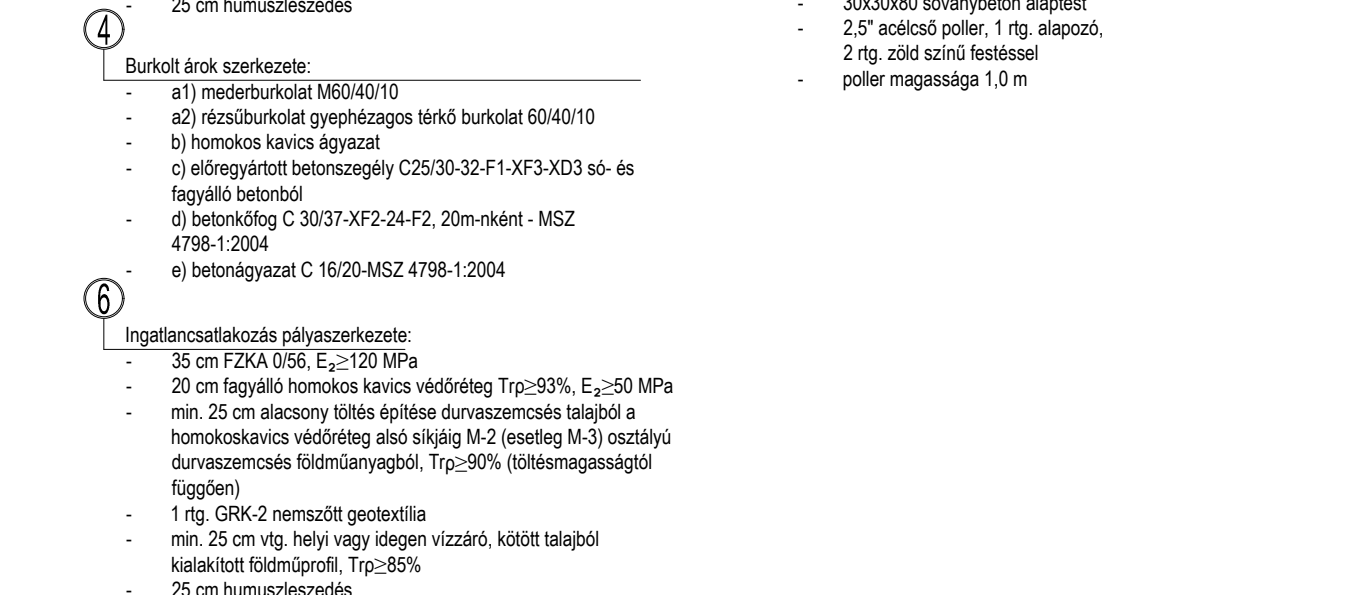 - 25 cm humuszleszedés
4
Burkolt árok szerkezete:
- a1) mederburkolat M60/40/10
- a2) rézsűburkolat gyephézagos térkő burkolat 60/40/10
- b) homokos kavics ágyazat
- c) előregyártott betonszegély C25/30-32-F1-XF3-XD3 só- és
fagyálló betonból
- d) betonkőfog C 30/37-XF2-24-F2, 20m-nként - MSZ
4798-1:2004
- e) betonágyazat C 16/20-MSZ 4798-1:2004
6
Ingatlancsatlakozás pályaszerkezete:
- 35 cm FZKA 0/56, E₂≥120 MPa
- 20 cm fagyálló homokos kavics védőréteg Trρ≥93%, E₂≥50 MPa
- min. 25 cm alacsony töltés építése durvaszemcsés talajból a
homokoskavics védőréteg alsó síkjáig M-2 (esetleg M-3) osztályú
durvaszemcsés földműanyagból, Trρ≥90% (töltésmagasságtól
függően)
- 1 rtg. GRK-2 nemszőtt geotextília
- min. 25 cm vtg. helyi vagy idegen vízzáró, kötött talajból
kialakított földműprofil, Trρ≥85%
- 25 cm humuszleszedés
- 30x30x80 soványbeton alaptest
- 2,5" acélcső poller, 1 rtg. alapozó,
2 rtg. zöld színű festéssel
- poller magassága 1,0 m